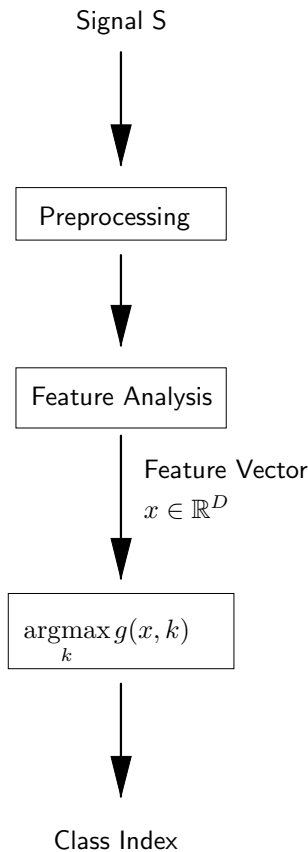 Signal S
Preprocessing
Feature Analysis
Feature Vector
x ∈ ℝ^D
argmax g(x, k)
k
Class Index